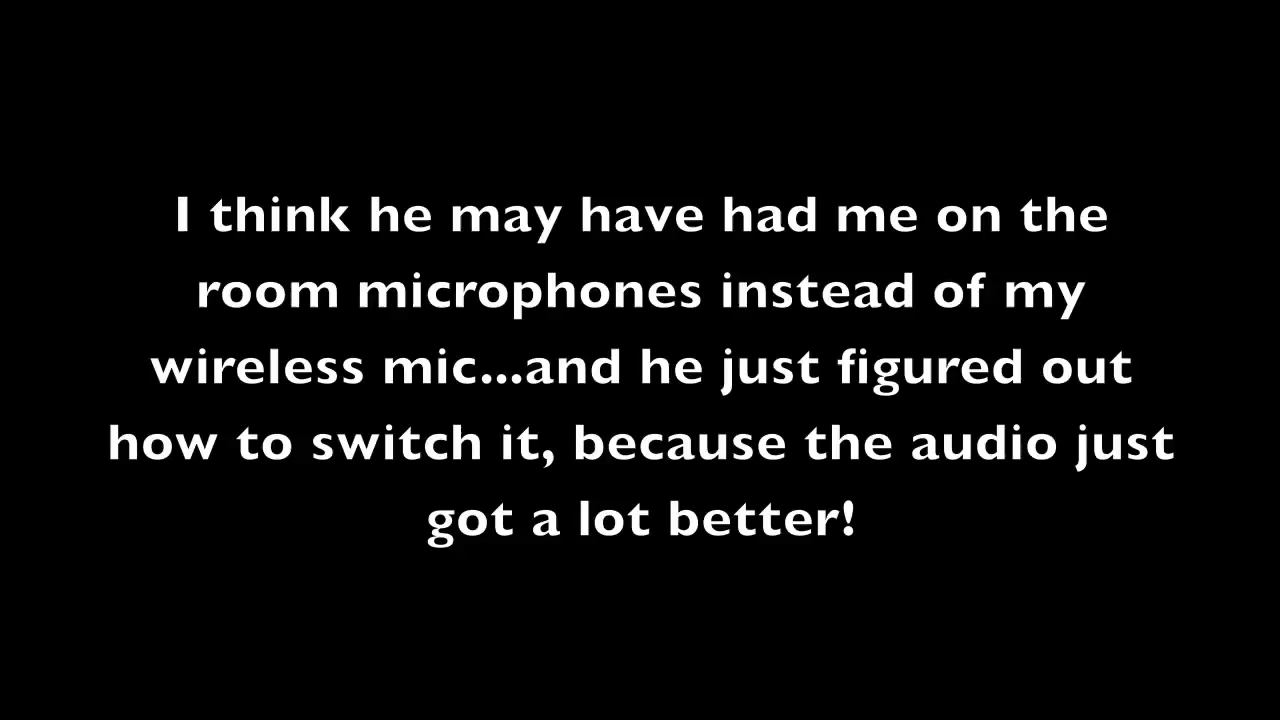 I think he may have had me on the
room microphones instead of my
wireless mic...and he just figured out
how to switch it, because the audio just
got a lot better!